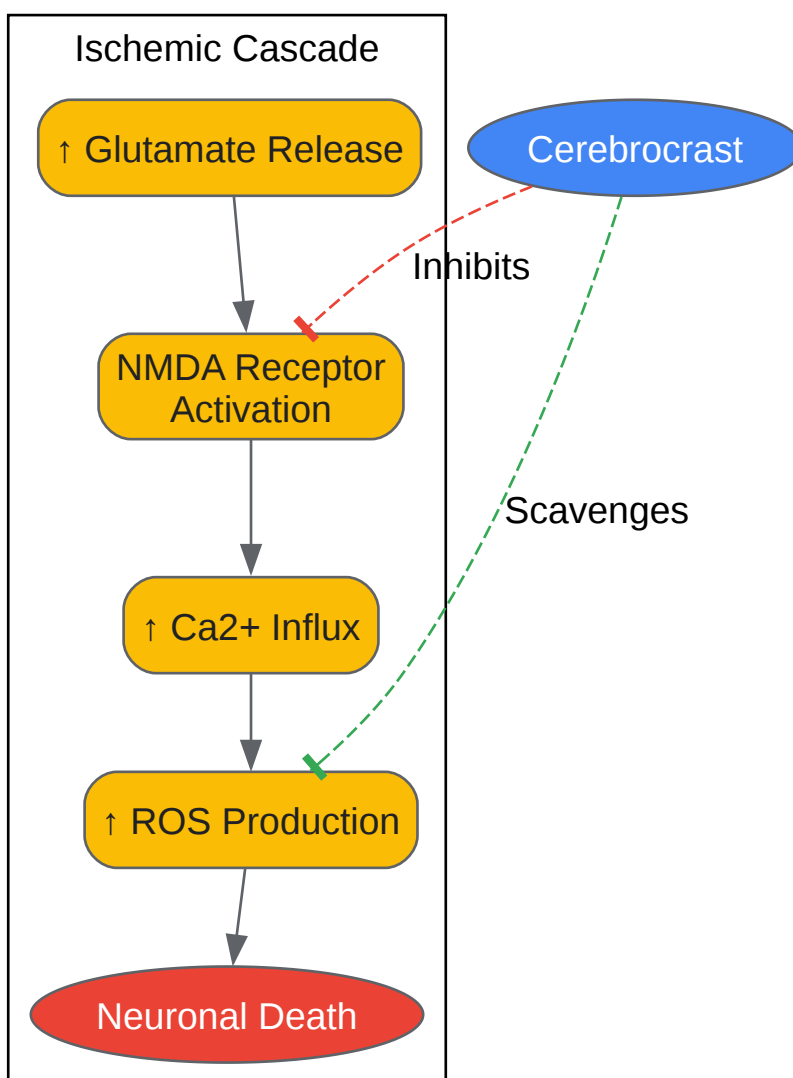 Ischemic Cascade
↑ Glutamate Release
Cerebrocrast
Inhibits
NMDA Receptor
Activation
Scavenges
↑ Ca2+ Influx
↑ ROS Production
Neuronal Death